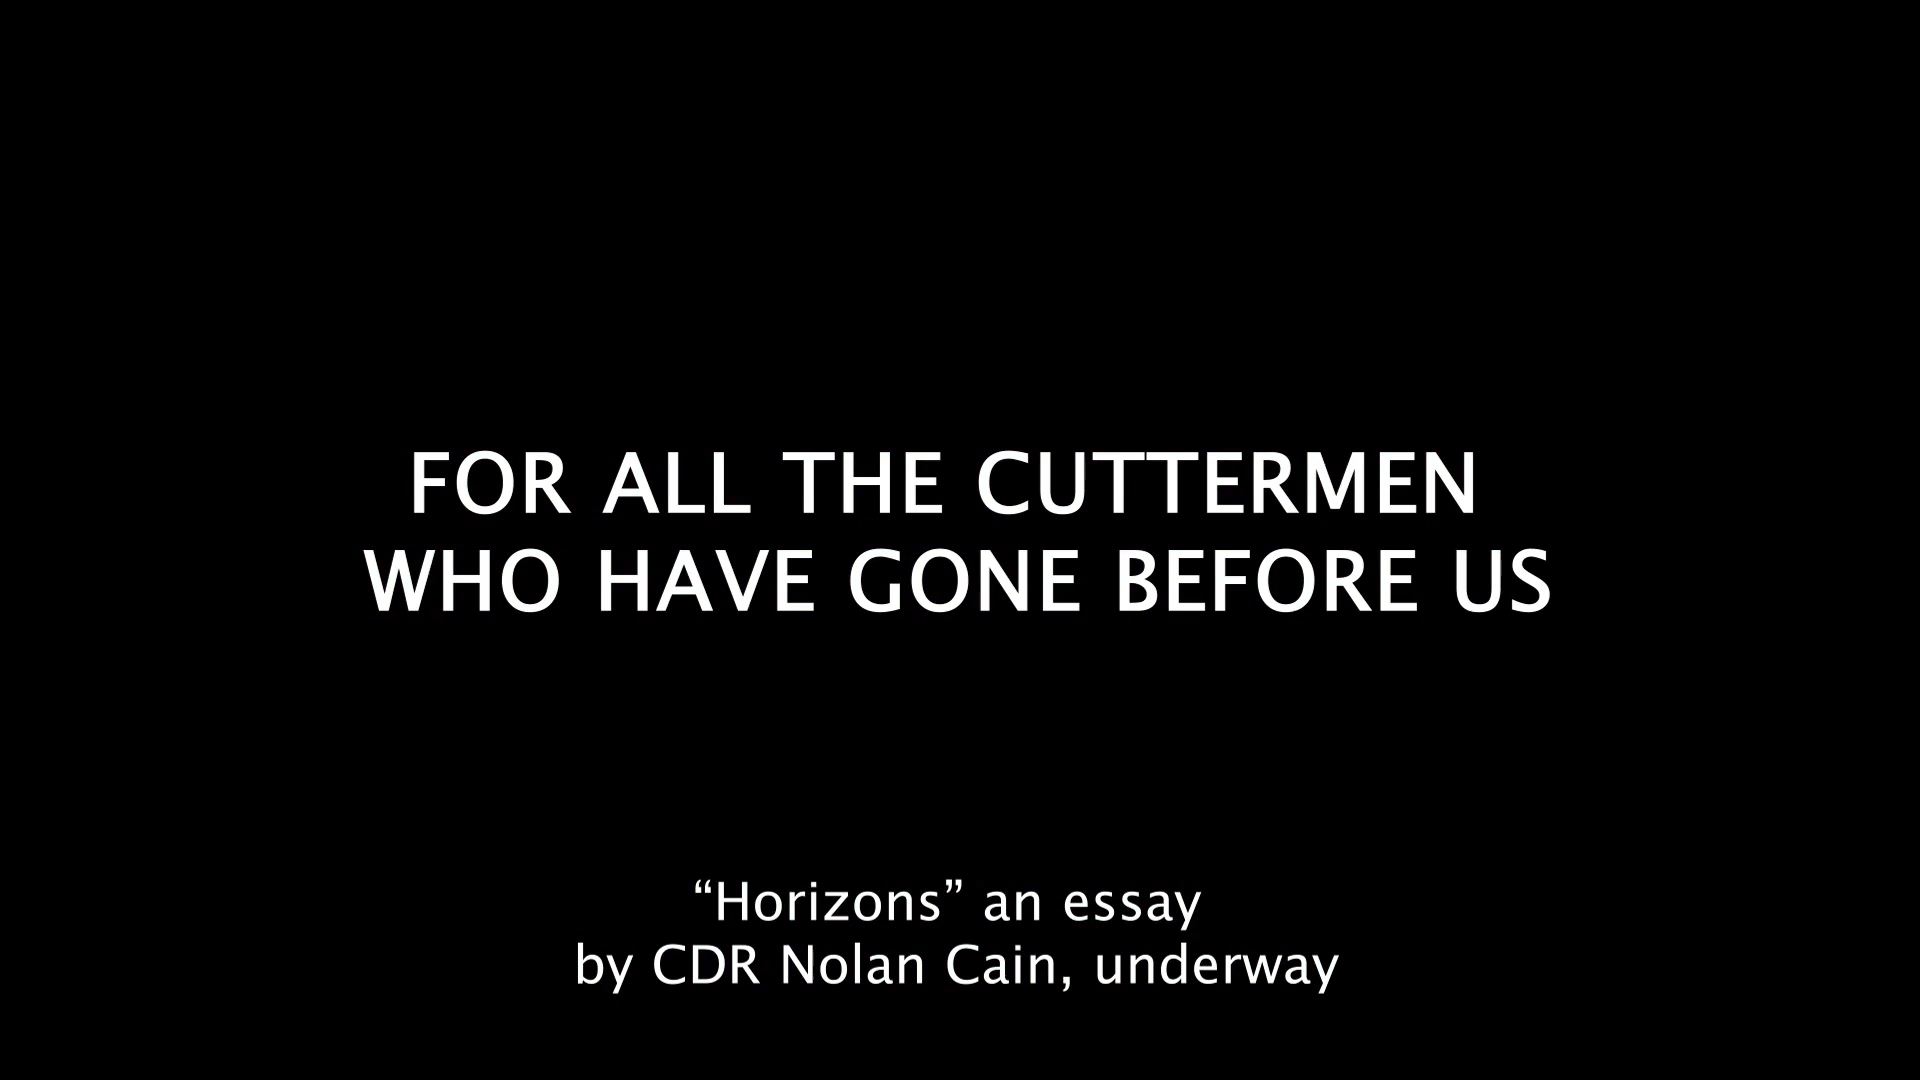 FOR ALL THE CUTTERMEN
WHO HAVE GONE BEFORE US
“Horizons” an essay
by CDR Nolan Cain, underway